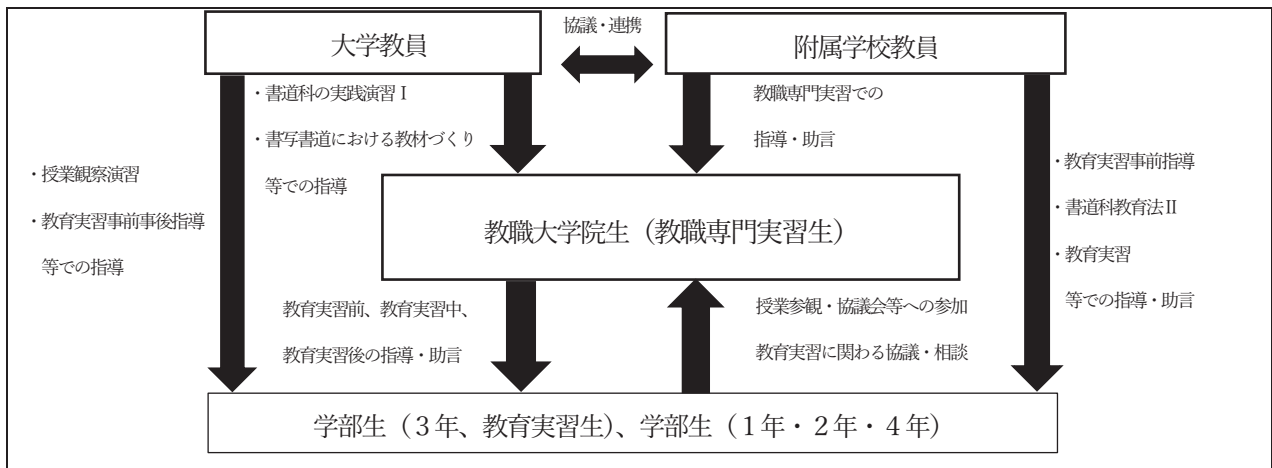 大学教員
協議・連携
附属学校教員
・書道科の実践演習Ⅰ
・書写書道における教材づくり
等での指導
教職専門実習での
指導・助言
・授業観察演習
・教育実習事前事後指導
等での指導
・教育実習事前指導
・書道科教育法Ⅱ
・教育実習
等での指導・助言
教職大学院生（教職専門実習生）
教育実習前、教育実習中、
教育実習後の指導・助言
授業参観・協議会等への参加
教育実習に関わる協議・相談
学部生（３年、教育実習生）、学部生（１年・２年・４年）